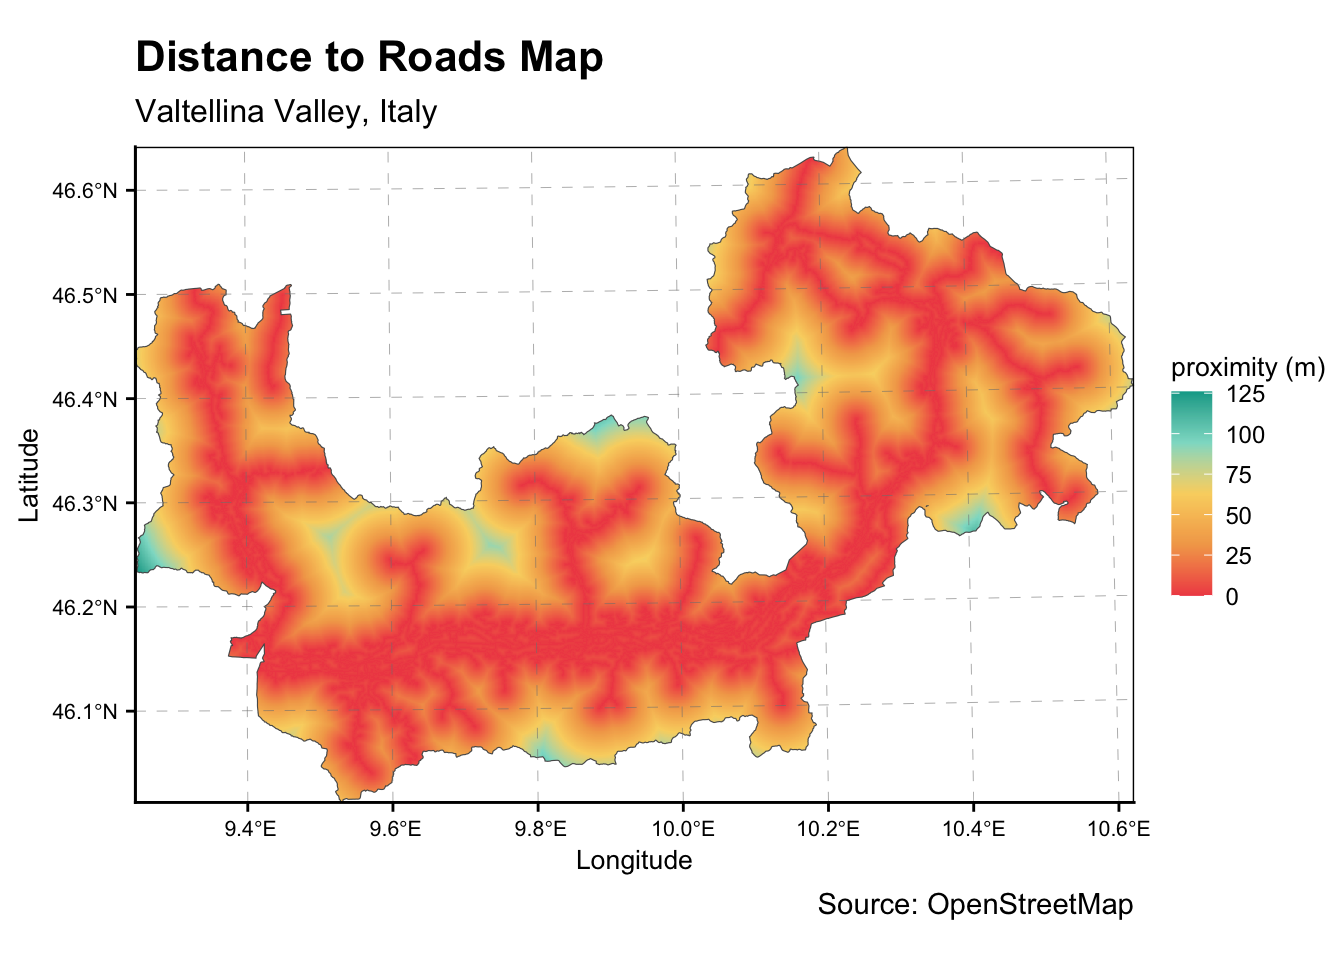 Distance to Roads Map
Valtellina Valley, Italy
46.6°N
46.5°N
46.4°N
46.3°N
46.2°N
46.1°N
Latitude
9.4°E
9.6°E
9.8°E
10.0°E
10.2°E
10.4°E
10.6°E
Longitude
proximity (m)
125
100
75
50
25
0
Source: OpenStreetMap